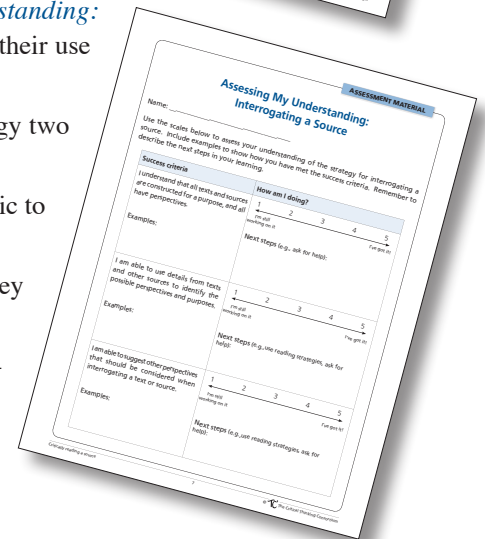 standing:
their use
gy two
ic to
ey
ASSESSMENT MATERIAL
Assessing My Understanding:
Interrogating a Source
Name:
Use the scales below to assess your understanding of the strategy for interrogating a
source. Include examples to show how you have met the success criteria. Remember to
describe the next steps in your learning.
Success criteria
How am I doing?
I understand that all texts and sources
are constructed for a purpose, and all
have perspectives.
Examples:
1 2 3 4 5
I'm still
working on it
I've got it!
Next steps (e.g., ask for help):
I am able to use details from texts
and other sources to identify the
possible perspectives and purposes.
Examples:
1 2 3 4 5
I'm still
working on it
I've got it!
Next steps (e.g., use reading strategies, ask for
help):
I am able to suggest other perspectives
that should be considered when
interrogating a text or source.
Examples:
1 2 3 4 5
I'm still
working on it
I've got it!
Next steps (e.g., use reading strategies, ask for
help):
© TC The Critical Thinking Consortium